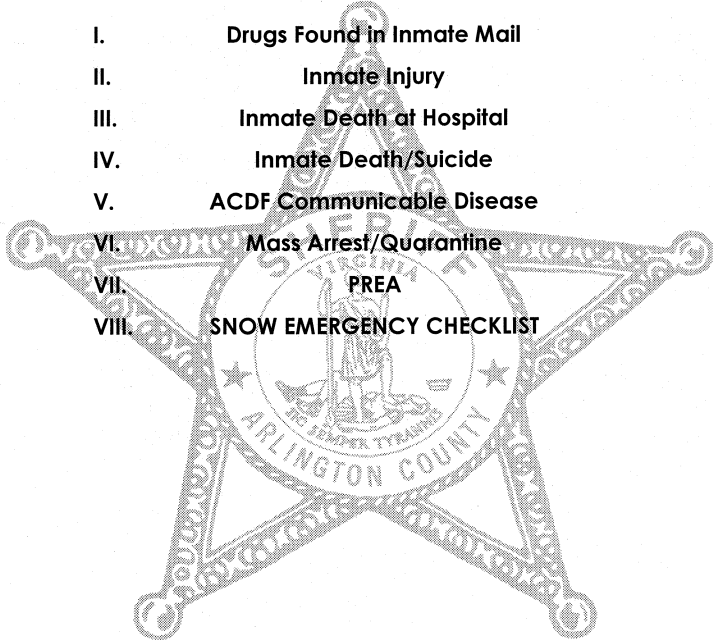 I. Drugs Found in Inmate Mail
II. Inmate Injury
III. Inmate Death at Hospital
IV. Inmate Death/Suicide
V. ACDF Communicable Disease
VI. Mass Arrest/Quarantine
VII. PREA
VIII. SNOW EMERGENCY CHECKLIST
SHERIFF
VIRGINIA
SIC SEMPER TYRANNIS
ARLINGTON COUNTY